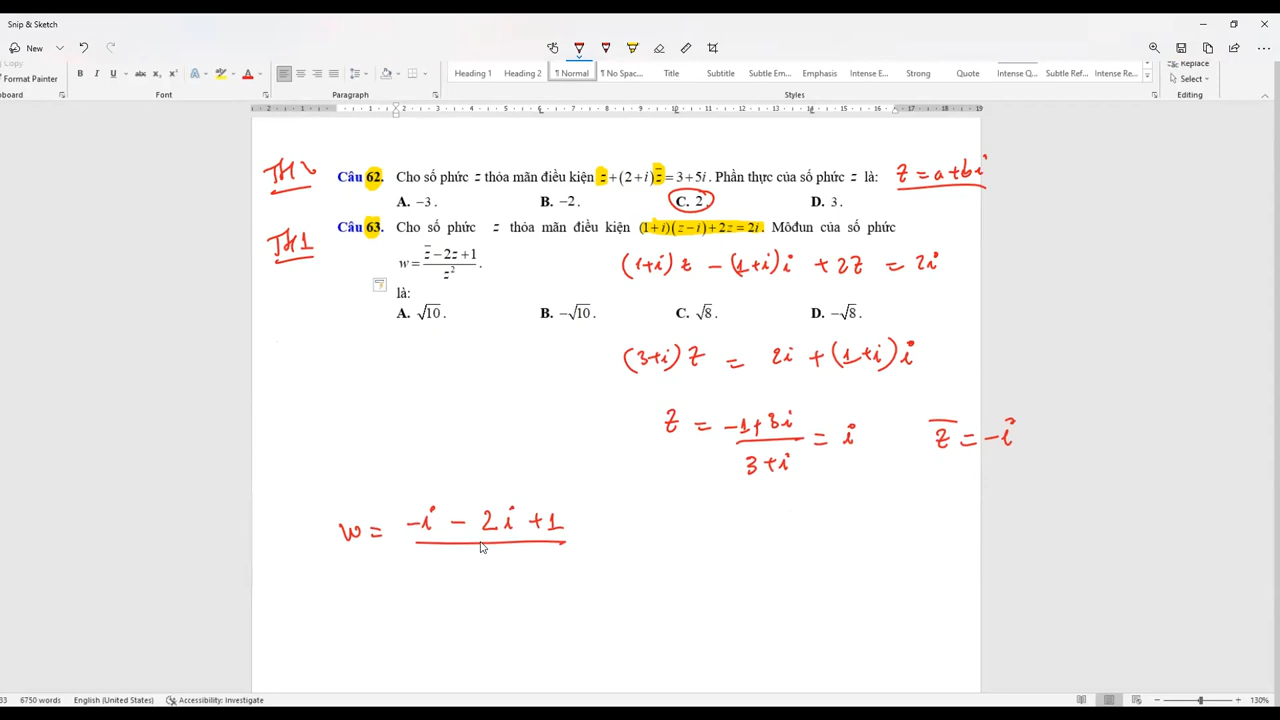 Snip & Sketch
New
Copy
Format Painter
Clipboard
Font
Paragraph
Styles
Editing
Heading 1 Heading 2 ¶ Normal ¶ No Spac... Title Subtitle Subtle Em... Emphasis Intense E... Strong Quote Intense Q... Subtle Ref... Intense Re...
Replace
Select
TH2 Câu 62. Cho số phức z thỏa mãn điều kiện z + (2 + i) z̅ = 3 + 5i. Phần thực của số phức z là: z = a + bi
A. −3. B. −2. C. 2 D. 3.
TH1 Câu 63. Cho số phức z thỏa mãn điều kiện (1 + i)(z − i) + 2z = 2i. Môđun của số phức
w = (z̅ − 2z + 1)/z².
(1+i) z − (1+i) i + 2z = 2i
là:
A. √10. B. −√10. C. √8. D. −√8.
(3+i) z = 2i + (1+i) i
z = (−1+3i)/(3+i) = i z̅ = −i
w = −i − 2i + 1
6750 words English (United States) Accessibility: Investigate 130%